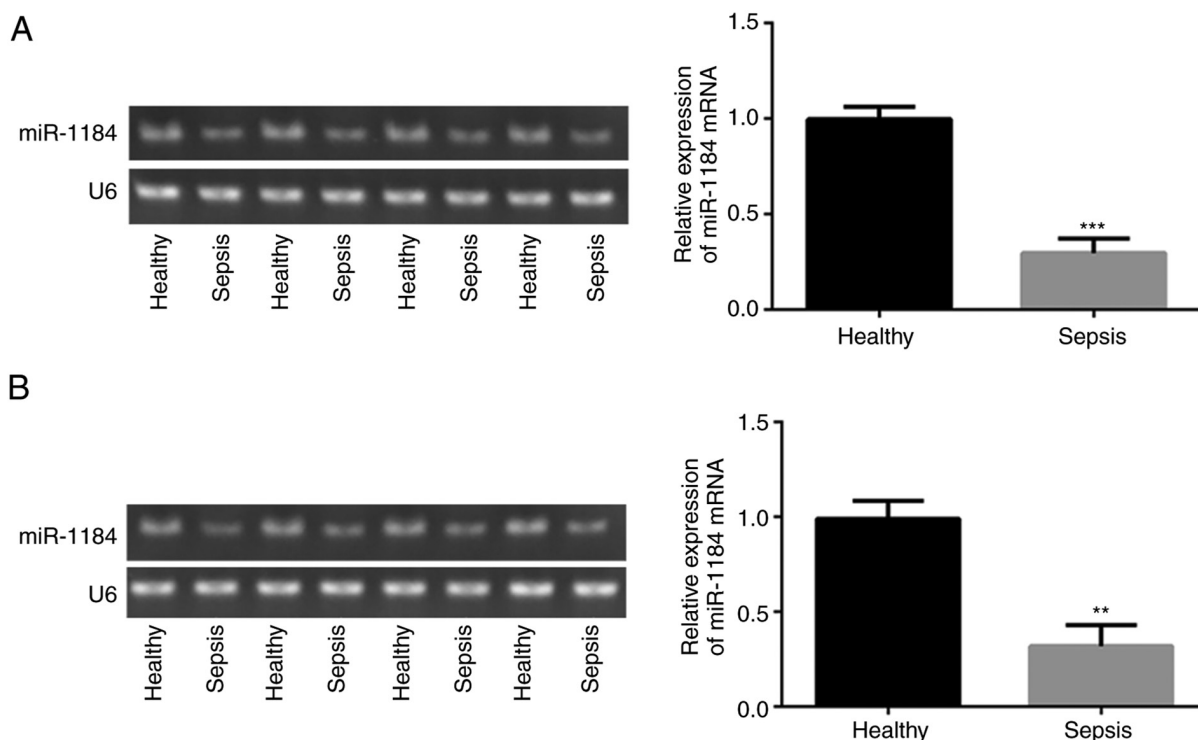 A
miR-1184
U6
Healthy
Sepsis
Healthy
Sepsis
Healthy
Sepsis
Healthy
Sepsis
Relative expression
of miR-1184 mRNA
1.5
1.0
0.5
0.0
***
Healthy
Sepsis
B
miR-1184
U6
Healthy
Sepsis
Healthy
Sepsis
Healthy
Sepsis
Healthy
Sepsis
Relative expression
of miR-1184 mRNA
1.5
1.0
0.5
0.0
**
Healthy
Sepsis